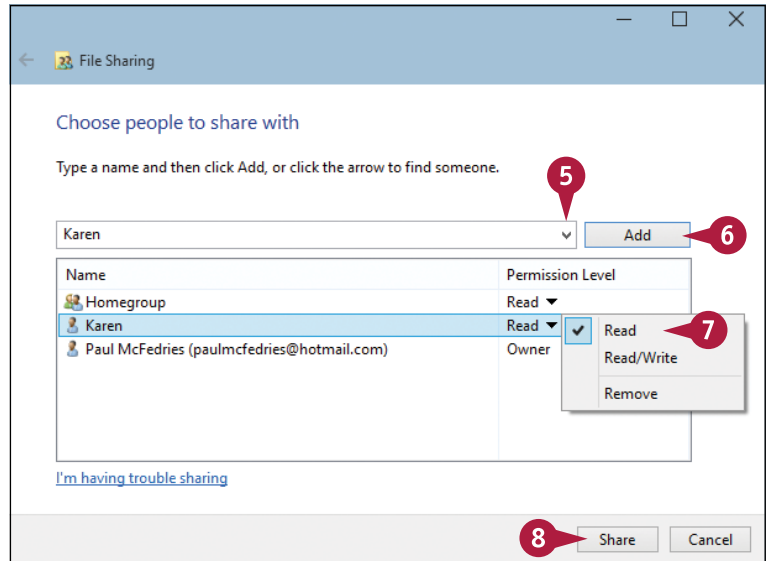 File Sharing
Choose people to share with
Type a name and then click Add, or click the arrow to find someone.
5
Karen Add 6
Name Permission Level
Homegroup Read
Karen Read
Paul McFedries (paulmcfedries@hotmail.com) Owner
Read 7
Read/Write
Remove
I'm having trouble sharing
8 Share Cancel